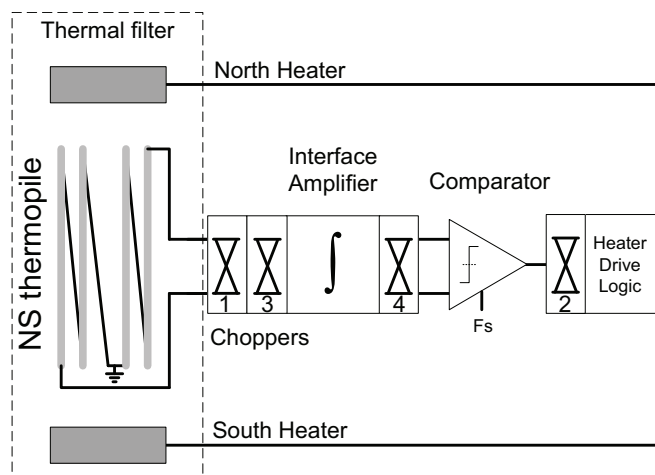 Thermal filter
North Heater
NS thermopile
Interface
Amplifier
Comparator
∫
1
3
4
2
Heater
Drive
Logic
Fs
Choppers
South Heater